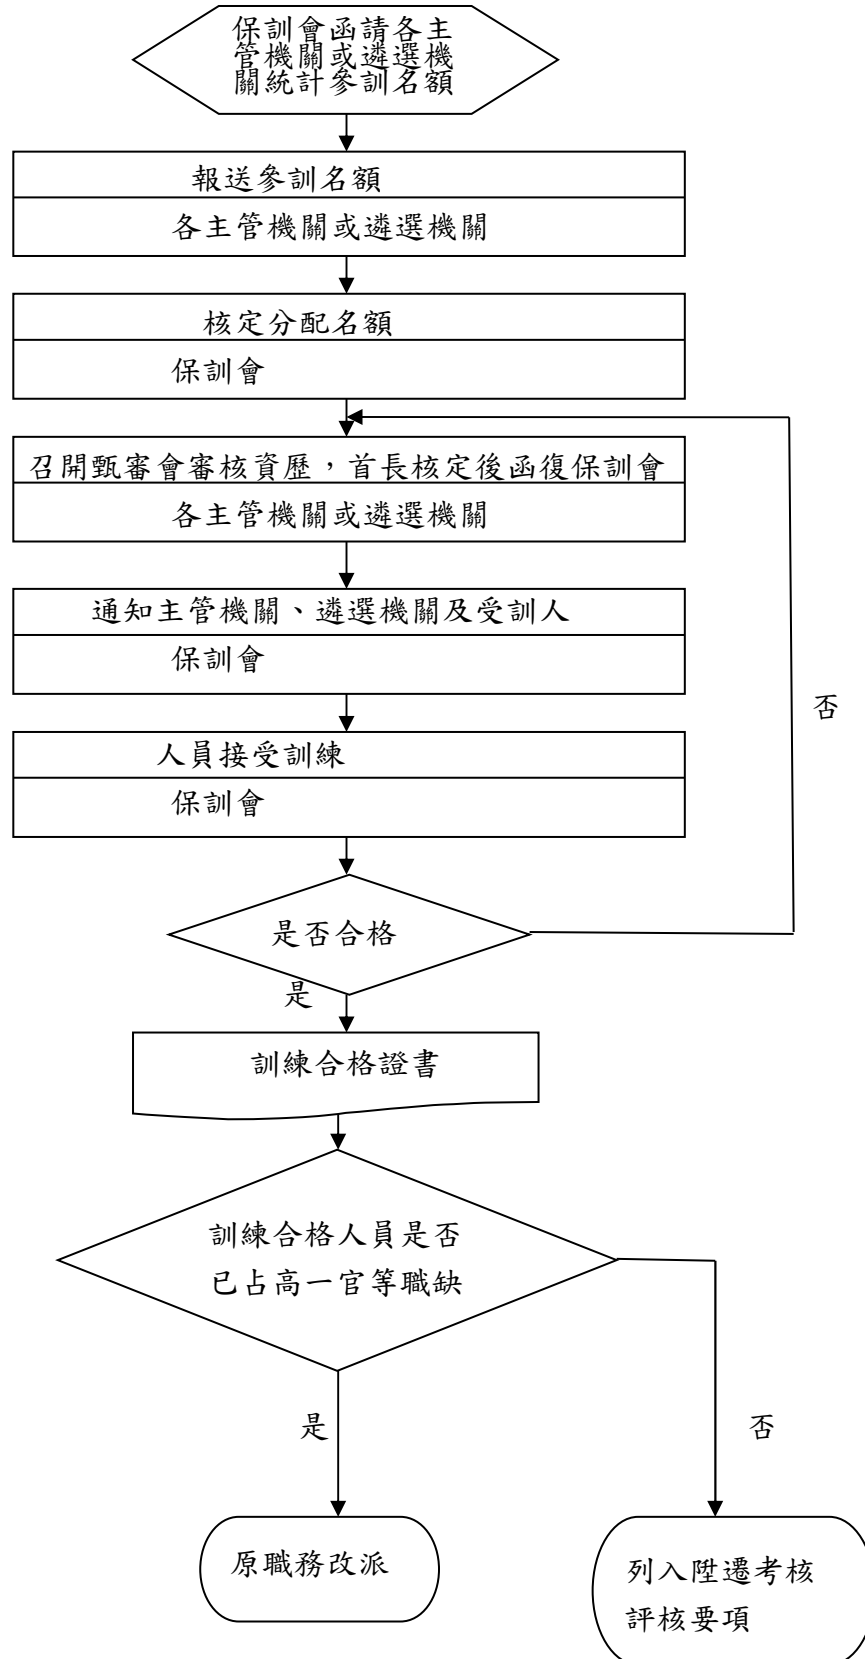 保訓會函請各主
管機關或遴選機
關統計參訓名額
報送參訓名額
各主管機關或遴選機關
核定分配名額
保訓會
召開甄審會審核資歷，首長核定後函復保訓會
各主管機關或遴選機關
通知主管機關、遴選機關及受訓人
保訓會
否
人員接受訓練
保訓會
是否合格
是
訓練合格證書
訓練合格人員是否
已占高一官等職缺
是
否
原職務改派
列入陞遷考核
評核要項